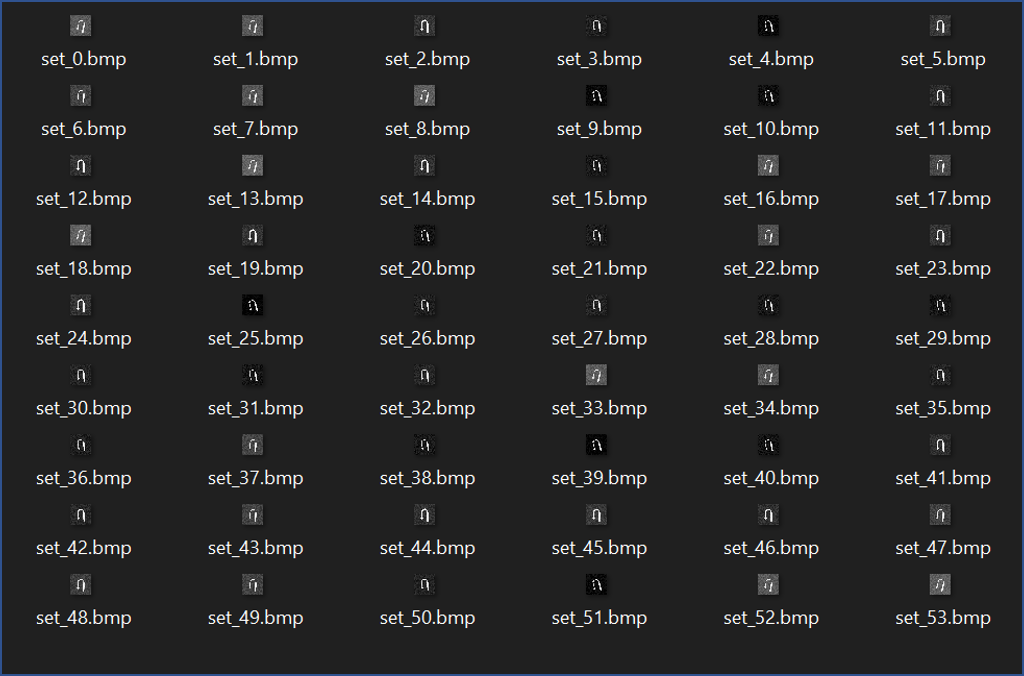 set_0.bmp set_1.bmp set_2.bmp set_3.bmp set_4.bmp set_5.bmp
set_6.bmp set_7.bmp set_8.bmp set_9.bmp set_10.bmp set_11.bmp
set_12.bmp set_13.bmp set_14.bmp set_15.bmp set_16.bmp set_17.bmp
set_18.bmp set_19.bmp set_20.bmp set_21.bmp set_22.bmp set_23.bmp
set_24.bmp set_25.bmp set_26.bmp set_27.bmp set_28.bmp set_29.bmp
set_30.bmp set_31.bmp set_32.bmp set_33.bmp set_34.bmp set_35.bmp
set_36.bmp set_37.bmp set_38.bmp set_39.bmp set_40.bmp set_41.bmp
set_42.bmp set_43.bmp set_44.bmp set_45.bmp set_46.bmp set_47.bmp
set_48.bmp set_49.bmp set_50.bmp set_51.bmp set_52.bmp set_53.bmp